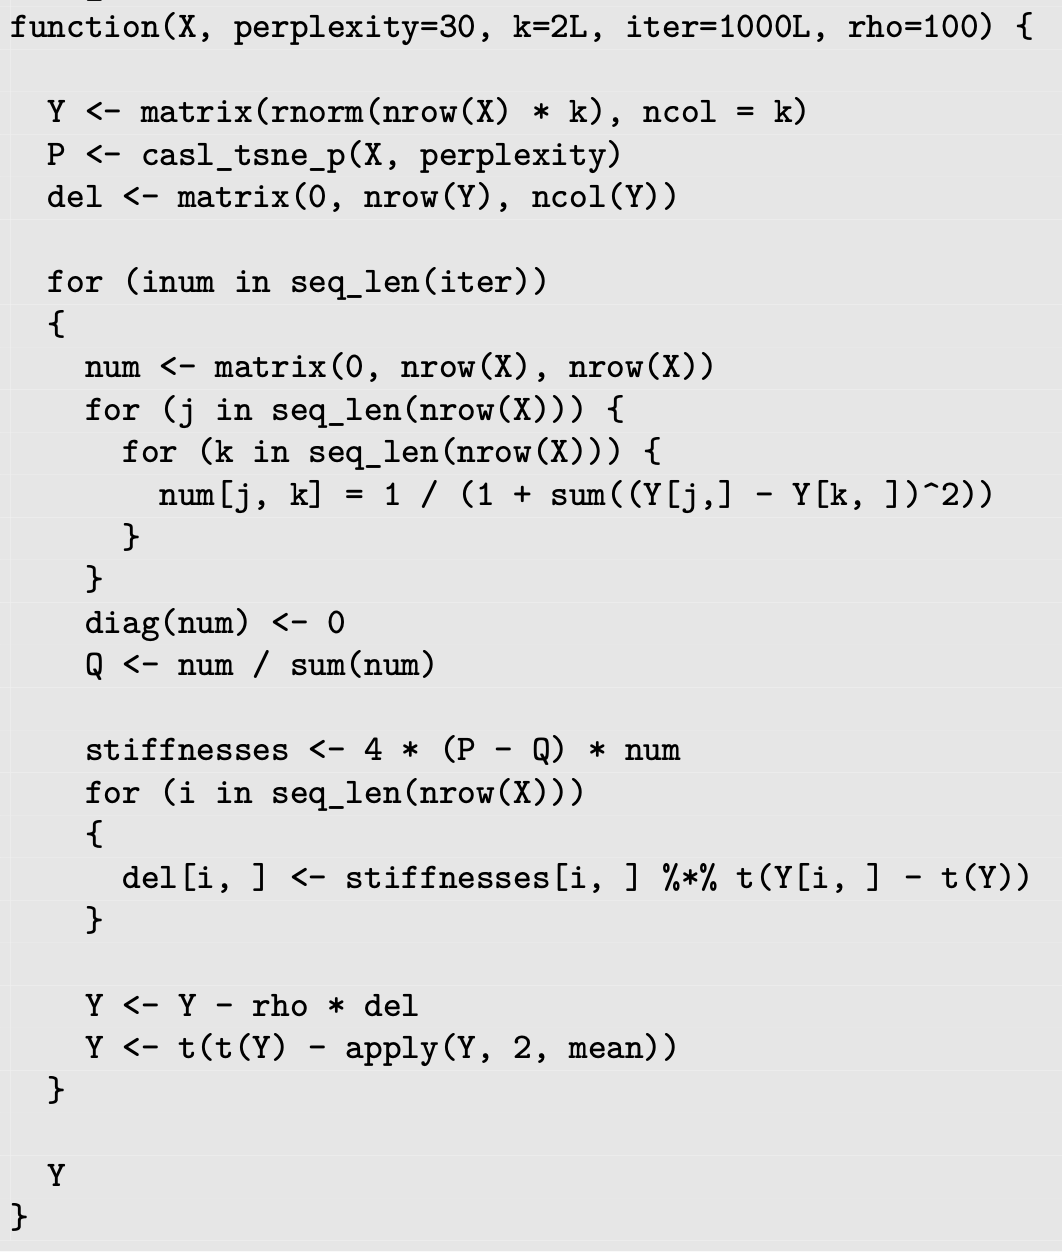 function(X, perplexity=30, k=2L, iter=1000L, rho=100) {
  Y <- matrix(rnorm(nrow(X) * k), ncol = k)
  P <- casl_tsne_p(X, perplexity)
  del <- matrix(0, nrow(Y), ncol(Y))
  for (inum in seq_len(iter))
  {
    num <- matrix(0, nrow(X), nrow(X))
    for (j in seq_len(nrow(X))) {
      for (k in seq_len(nrow(X))) {
        num[j, k] = 1 / (1 + sum((Y[j,] - Y[k, ])^2))
      }
    }
    diag(num) <- 0
    Q <- num / sum(num)
    stiffnesses <- 4 * (P - Q) * num
    for (i in seq_len(nrow(X)))
    {
      del[i, ] <- stiffnesses[i, ] %*% t(Y[i, ] - t(Y))
    }
    Y <- Y - rho * del
    Y <- t(t(Y) - apply(Y, 2, mean))
  }
  Y
}